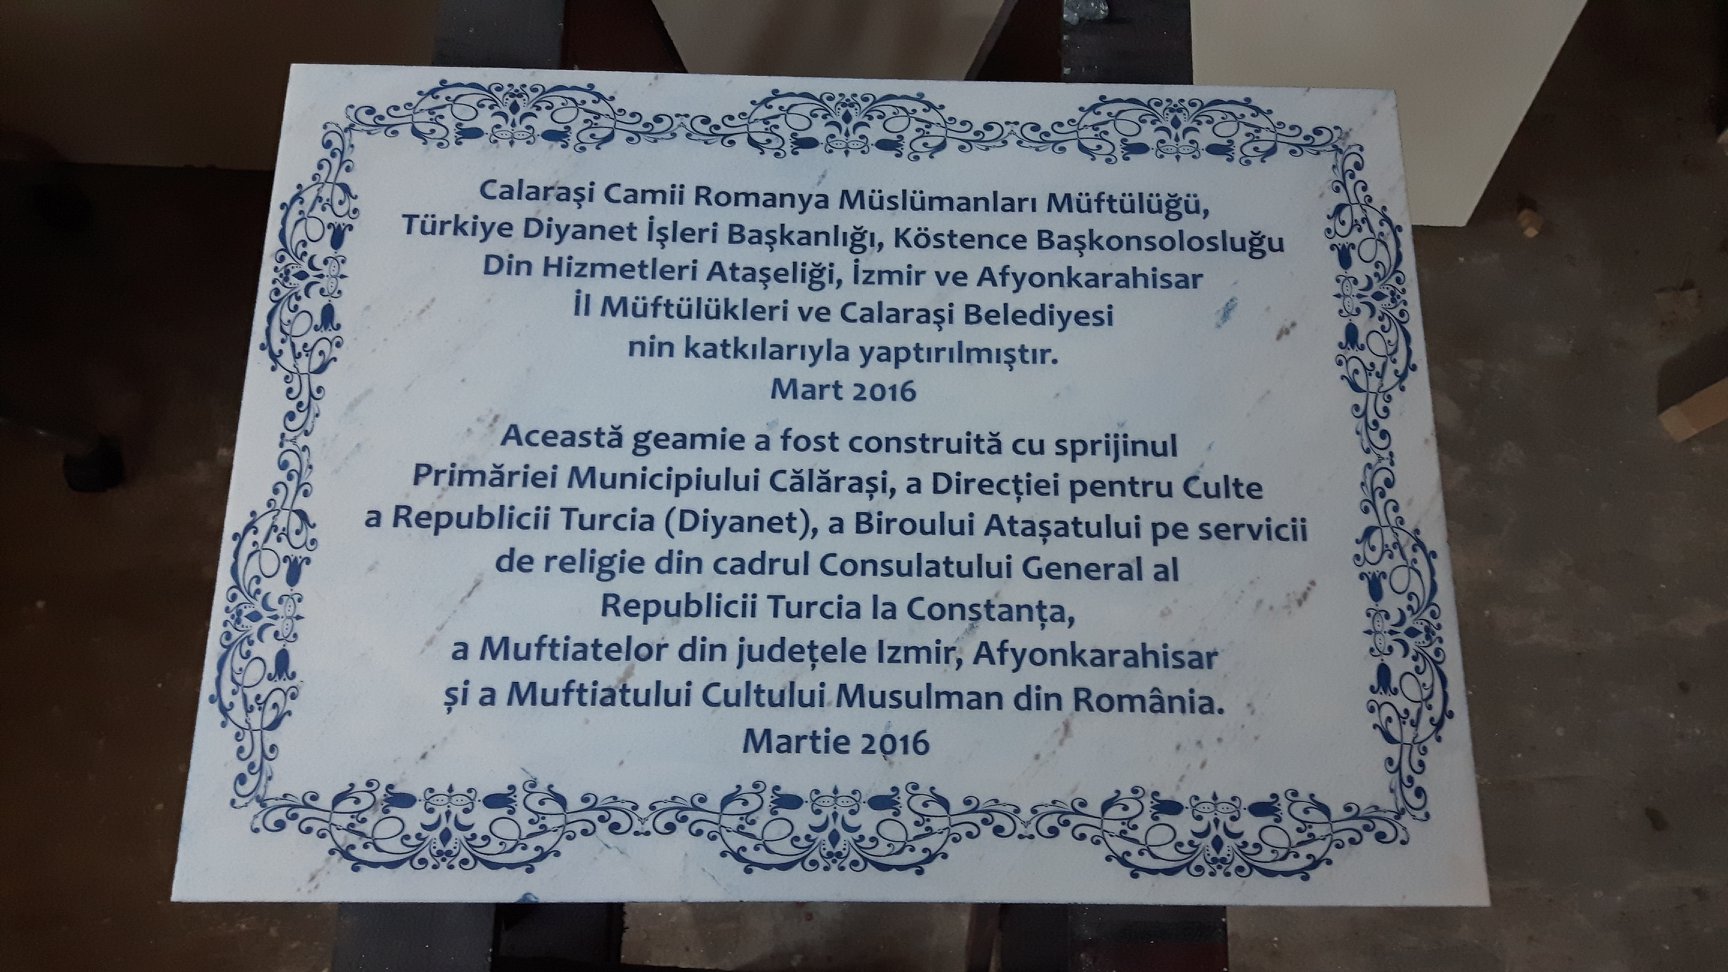 Calaraşi Camii Romanya Müslümanları Müftülüğü,
Türkiye Diyanet İşleri Başkanlığı, Köstence Başkonsolosluğu
Din Hizmetleri Ataşeliği, İzmir ve Afyonkarahisar
İl Müftülükleri ve Calaraşi Belediyesi
nin katkılarıyla yaptırılmıştır.
Mart 2016
Această geamie a fost construită cu sprijinul
Primăriei Municipiului Călărași, a Direcției pentru Culte
a Republicii Turcia (Diyanet), a Biroului Atașatului pe servicii
de religie din cadrul Consulatului General al
Republicii Turcia la Constanța,
a Muftiatelor din județele Izmir, Afyonkarahisar
și a Muftiatului Cultului Musulman din România.
Martie 2016